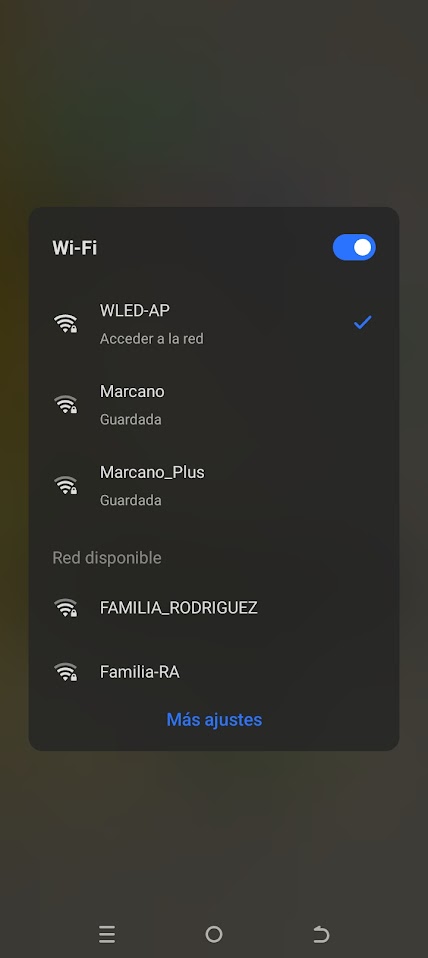 Wi-Fi
WLED-AP
Acceder a la red
Marcano
Guardada
Marcano_Plus
Guardada
Red disponible
FAMILIA_RODRIGUEZ
Familia-RA
Más ajustes